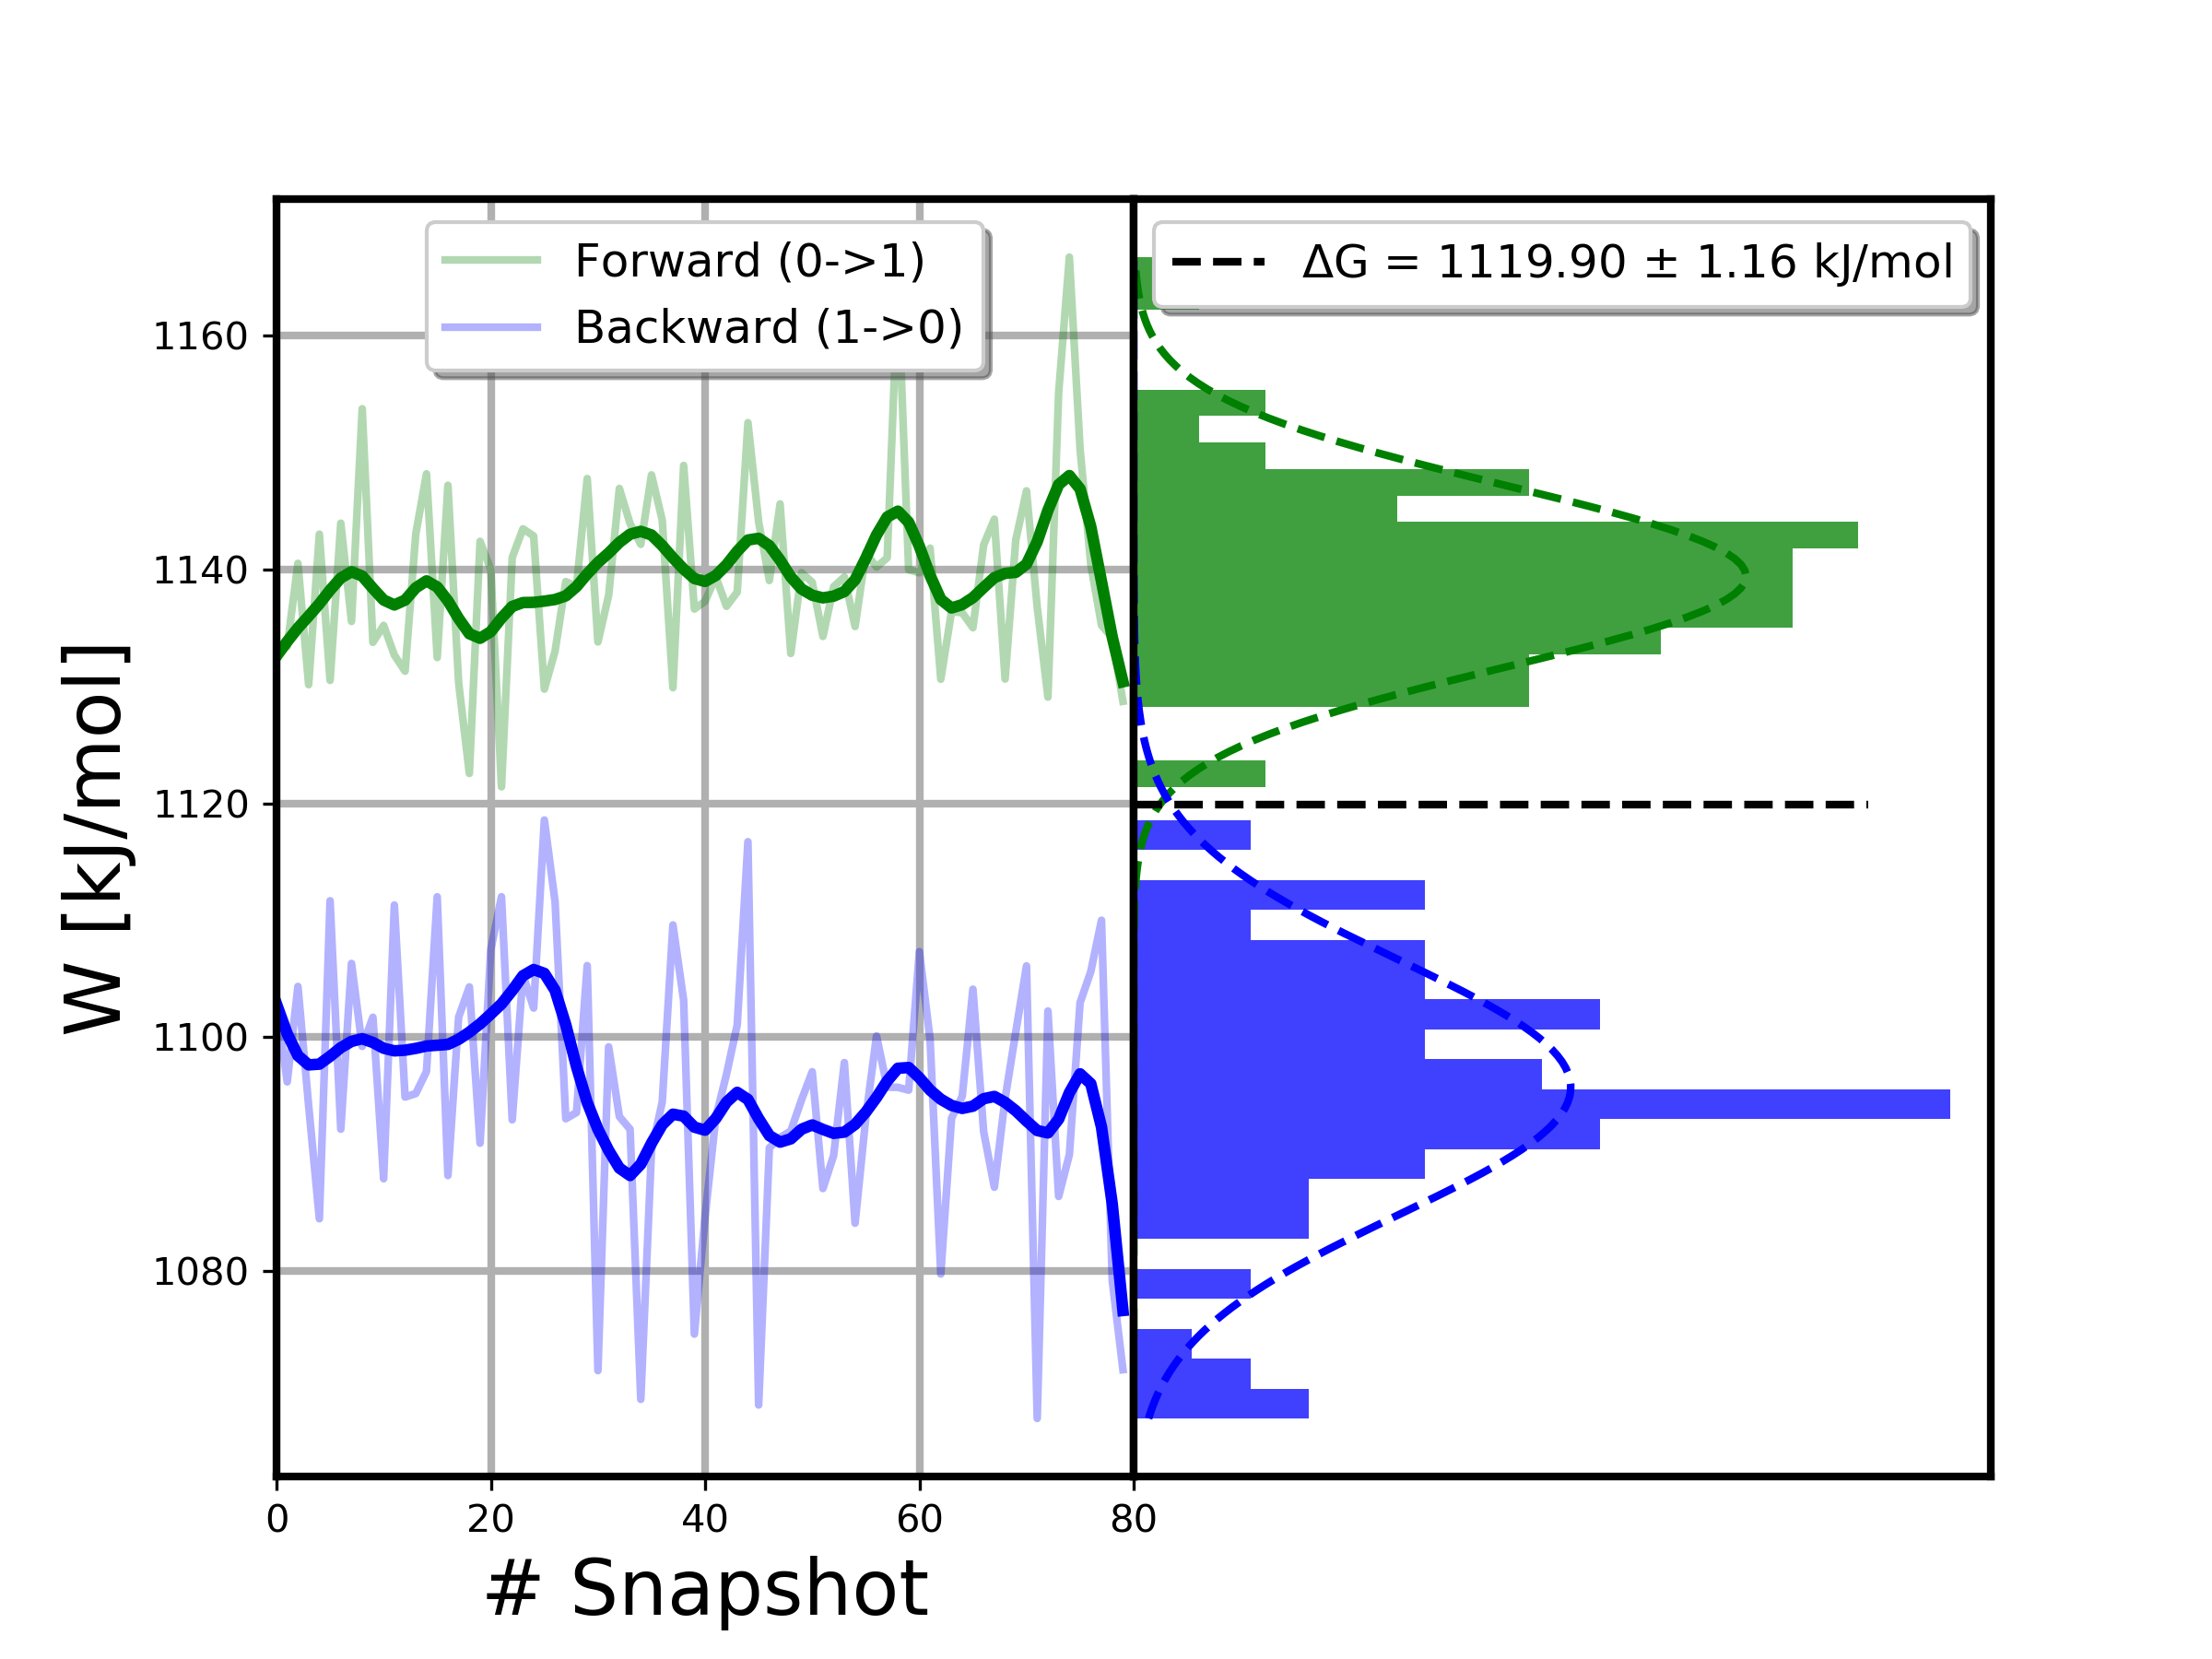 Forward (0->1)
Backward (1->0)
ΔG = 1119.90 ± 1.16 kJ/mol
1160
1140
1120
1100
1080
W [kJ/mol]
0 20 40 60 80
# Snapshot